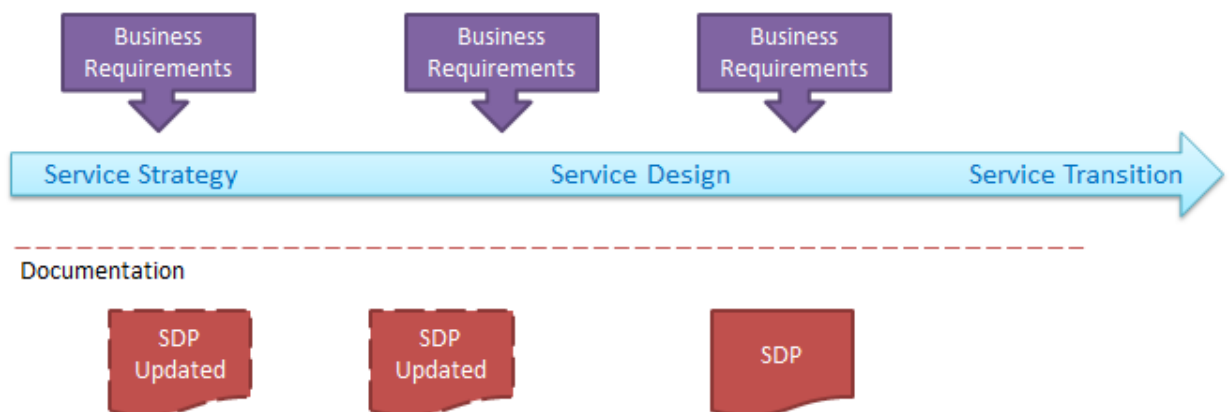 Business
Requirements
Business
Requirements
Business
Requirements
Service Strategy
Service Design
Service Transition
Documentation
SDP
Updated
SDP
Updated
SDP